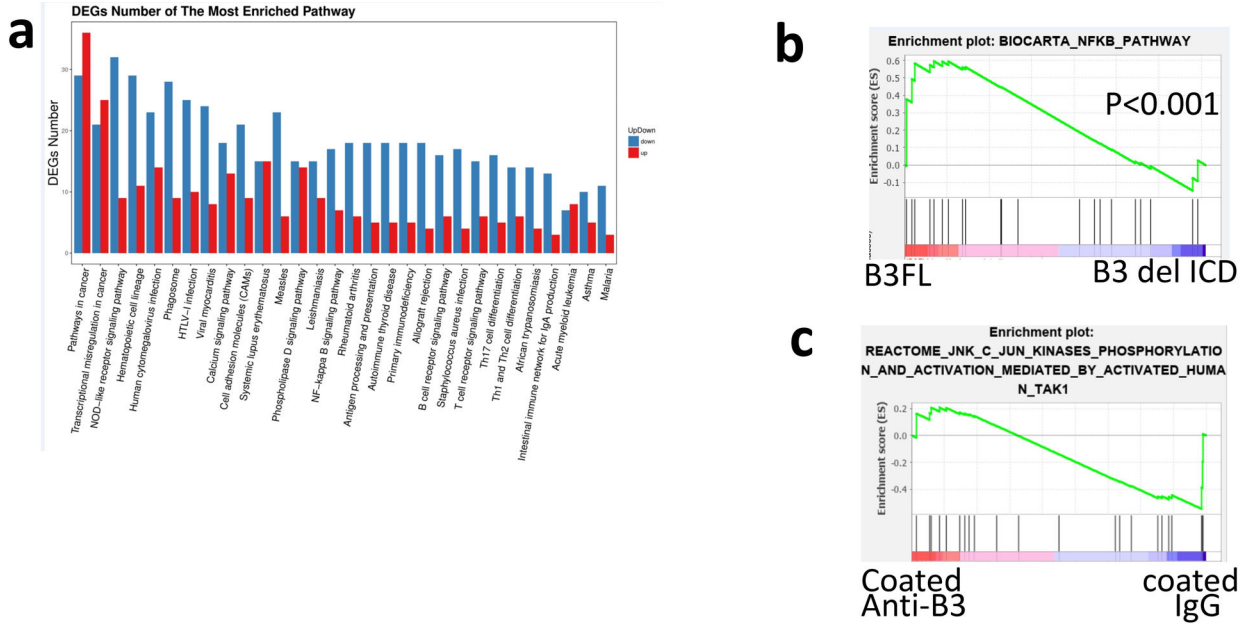 a
DEGs Number of The Most Enriched Pathway
DEGs Number
30
20
10
0
UpDown
down
up
Pathways in cancer
Transcriptional misregulation in cancer
NOD-like receptor signaling pathway
Hematopoietic cell lineage
Human cytomegalovirus infection
Phagosome
HTLV-I infection
Viral myocarditis
Calcium signaling pathway
Cell adhesion molecules (CAMs)
Systemic lupus erythematosus
Measles
Phospholipase D signaling pathway
Leishmaniasis
NF-kappa B signaling pathway
Rheumatoid arthritis
Antigen processing and presentation
Autoimmune thyroid disease
Primary immunodeficiency
Allograft rejection
B cell receptor signaling pathway
Staphylococcus aureus infection
T cell receptor signaling pathway
Th17 cell differentiation
Th1 and Th2 cell differentiation
African trypanosomiasis
Intestinal immune network for IgA production
Acute myeloid leukemia
Asthma
Malaria
b
Enrichment plot: BIOCARTA_NFKB_PATHWAY
Enrichment score (ES)
0.6
0.5
0.4
0.3
0.2
0.1
0.0
-0.1
P<0.001
B3FL
B3 del ICD
c
Enrichment plot:
REACTOME_JNK_C_JUN_KINASES_PHOSPHORYLATIO
N_AND_ACTIVATION_MEDIATED_BY_ACTIVATED_HUMA
N_TAK1
Enrichment score (ES)
0.2
0.0
-0.2
-0.4
Coated
Anti-B3
coated
IgG